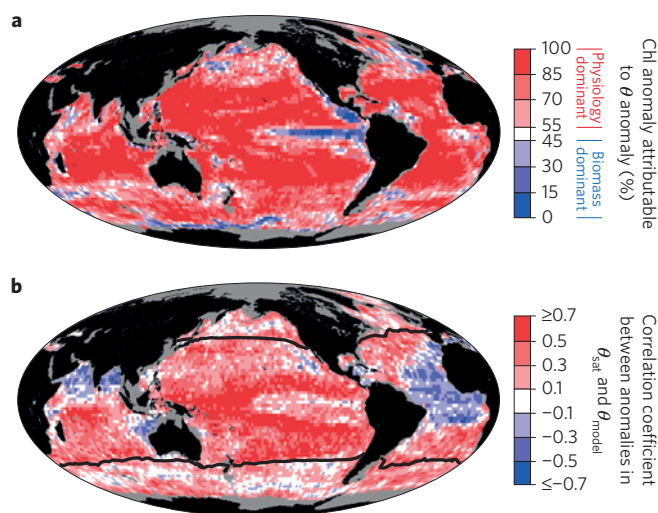 a
100
85
70
55
45
30
15
0
Physiology
dominant
Biomass
dominant
Chl anomaly attributable
to θ anomaly (%)
b
≥0.7
0.5
0.3
0.1
−0.1
−0.3
−0.5
≤−0.7
Correlation coefficient
between anomalies in
θsat and θmodel